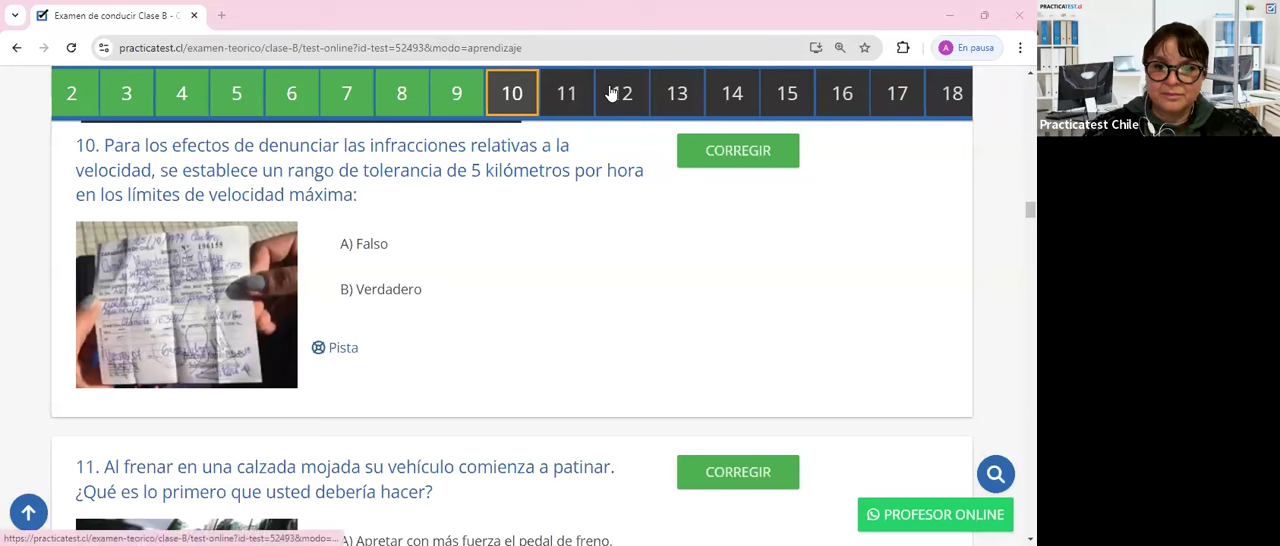 Examen de conducir Clase B - C
practicatest.cl/examen-teorico/clase-B/test-online?id-test=52493&modo=aprendizaje
A
En pausa
PRACTICATEST.cl
Practicatest Chile
2 3 4 5 6 7 8 9 10 11 12 13 14 15 16 17 18
10. Para los efectos de denunciar las infracciones relativas a la
velocidad, se establece un rango de tolerancia de 5 kilómetros por hora
en los límites de velocidad máxima:
CORREGIR
A) Falso
B) Verdadero
Pista
11. Al frenar en una calzada mojada su vehículo comienza a patinar.
¿Qué es lo primero que usted debería hacer?
CORREGIR
A) Apretar con más fuerza el pedal de freno.
PROFESOR ONLINE
https://practicatest.cl/examen-teorico/clase-B/test-online?id-test=52493&modo=...